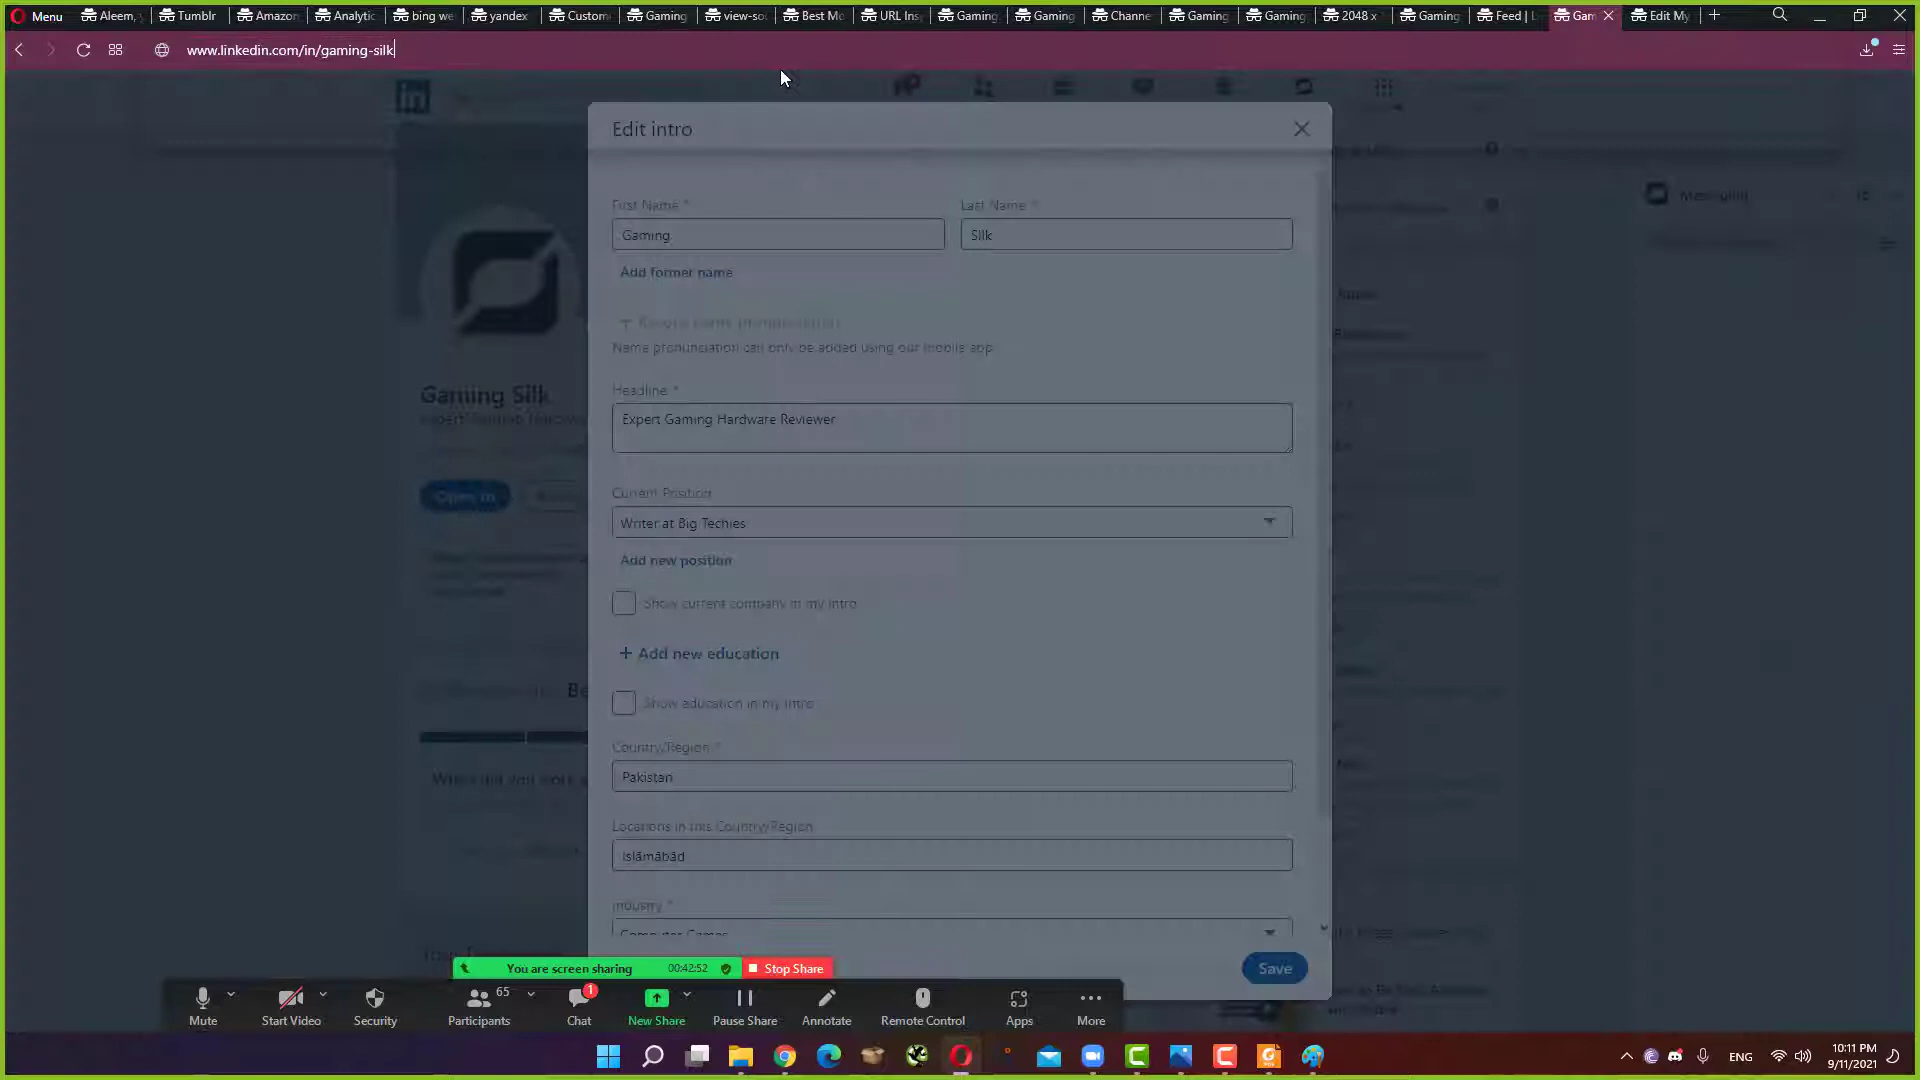 Menu Aleem, Tumblr Amazon Analytic bing we yandex Custom Gaming view-sou Best Mo URL Ins Gaming Gaming Channe Gaming Gaming 2048 x Gaming Feed | Gam Edit My
www.linkedin.com/in/gaming-silk
Edit intro
First Name *
Last Name *
Gaming
Silk
Add former name
Name pronunciation can only be added using our mobile app
Headline *
Expert Gaming Hardware Reviewer
Current Position
Writer at Big Techies
Add new position
Show current company in my intro
+ Add new education
Show education in my intro
Country/Region *
Pakistan
Locations in this Country/Region
Islāmābād
Industry *
Computer Games
Save
Gaming Silk
Open to
Messaging
You are screen sharing 00:42:52 Stop Share
65
1
Mute Start Video Security Participants Chat New Share Pause Share Annotate Remote Control Apps More
ENG
10:11 PM
9/11/2021